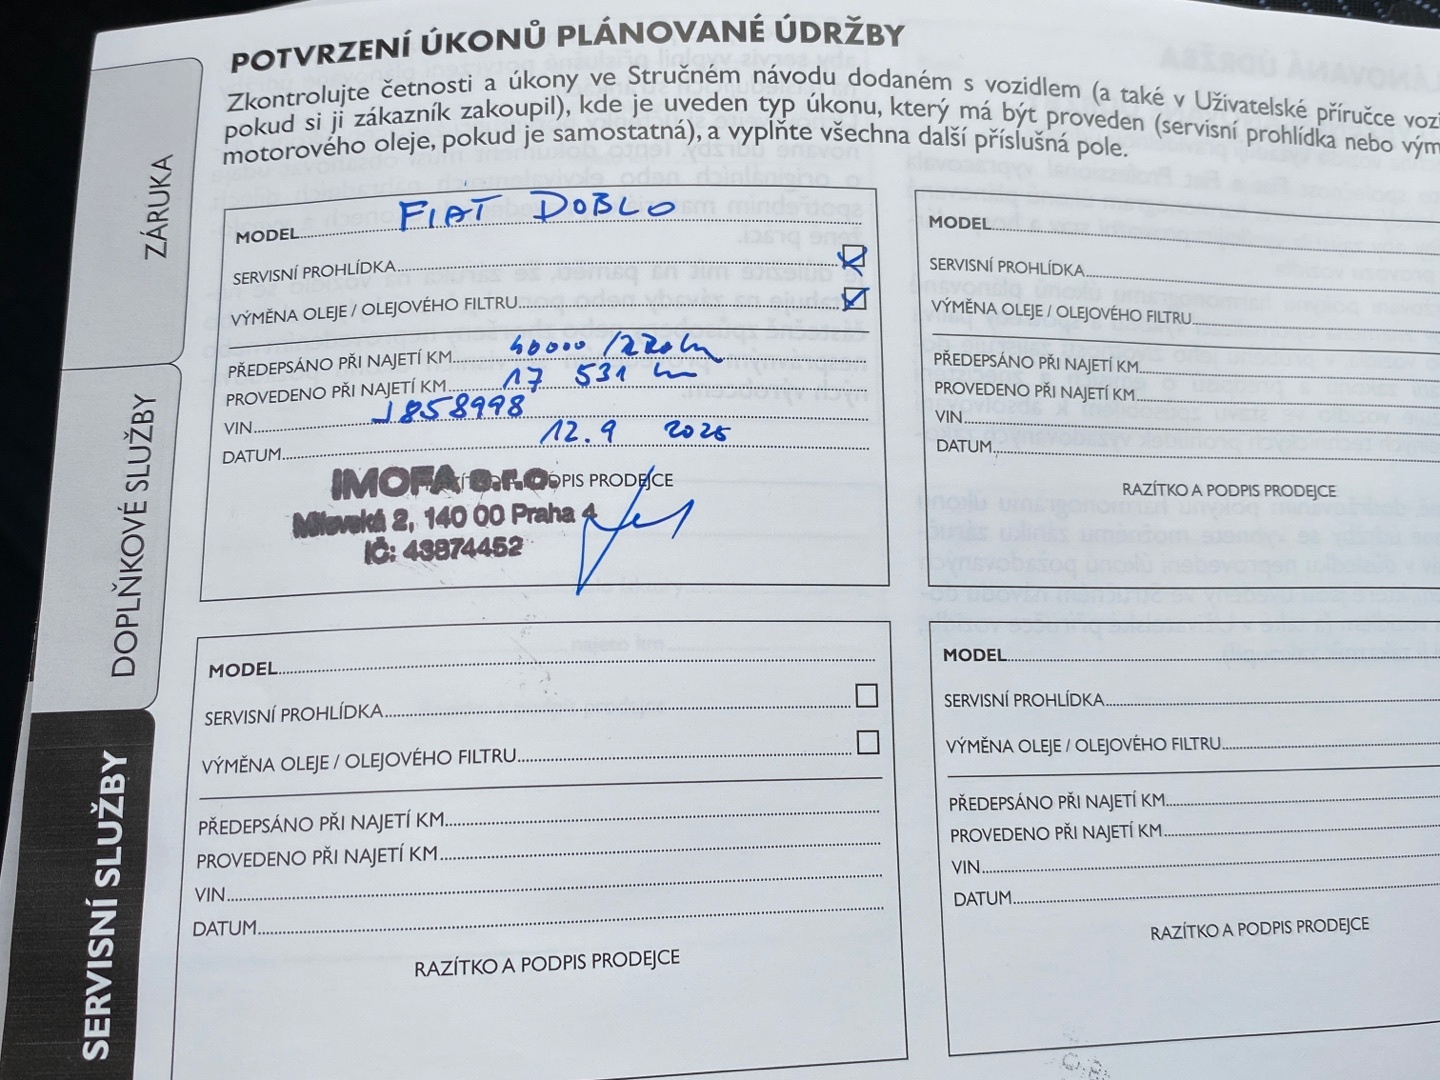 POTVRZENÍ ÚKONŮ PLÁNOVANÉ ÚDRŽBY
Zkontrolujte četnosti a úkony ve Stručném návodu dodaném s vozidlem (a také v Uživatelské příručce vozi
pokud si ji zákazník zakoupil), kde je uveden typ úkonu, který má být proveden (servisní prohlídka nebo vým
motorového oleje, pokud je samostatná), a vyplňte všechna další příslušná pole.
ZÁRUKA
DOPLŇKOVÉ SLUŽBY
SERVISNÍ SLUŽBY
MODEL FIAT DOBLO
SERVISNÍ PROHLÍDKA
VÝMĚNA OLEJE / OLEJOVÉHO FILTRU
PŘEDEPSÁNO PŘI NAJETÍ KM
PROVEDENO PŘI NAJETÍ KM 17 531 km
VIN J858998
DATUM 12.9 2025
PODPIS PRODEJCE
IMOFA s.r.o.
Milevská 2, 140 00 Praha 4
IČ: 43874452
MODEL
SERVISNÍ PROHLÍDKA
VÝMĚNA OLEJE / OLEJOVÉHO FILTRU
PŘEDEPSÁNO PŘI NAJETÍ KM
PROVEDENO PŘI NAJETÍ KM
VIN
DATUM
RAZÍTKO A PODPIS PRODEJCE
MODEL
SERVISNÍ PROHLÍDKA
VÝMĚNA OLEJE / OLEJOVÉHO FILTRU
PŘEDEPSÁNO PŘI NAJETÍ KM
PROVEDENO PŘI NAJETÍ KM
VIN
DATUM
RAZÍTKO A PODPIS PRODEJCE
MODEL
SERVISNÍ PROHLÍDKA
VÝMĚNA OLEJE / OLEJOVÉHO FILTRU
PŘEDEPSÁNO PŘI NAJETÍ KM
PROVEDENO PŘI NAJETÍ KM
VIN
DATUM
RAZÍTKO A PODPIS PRODEJCE